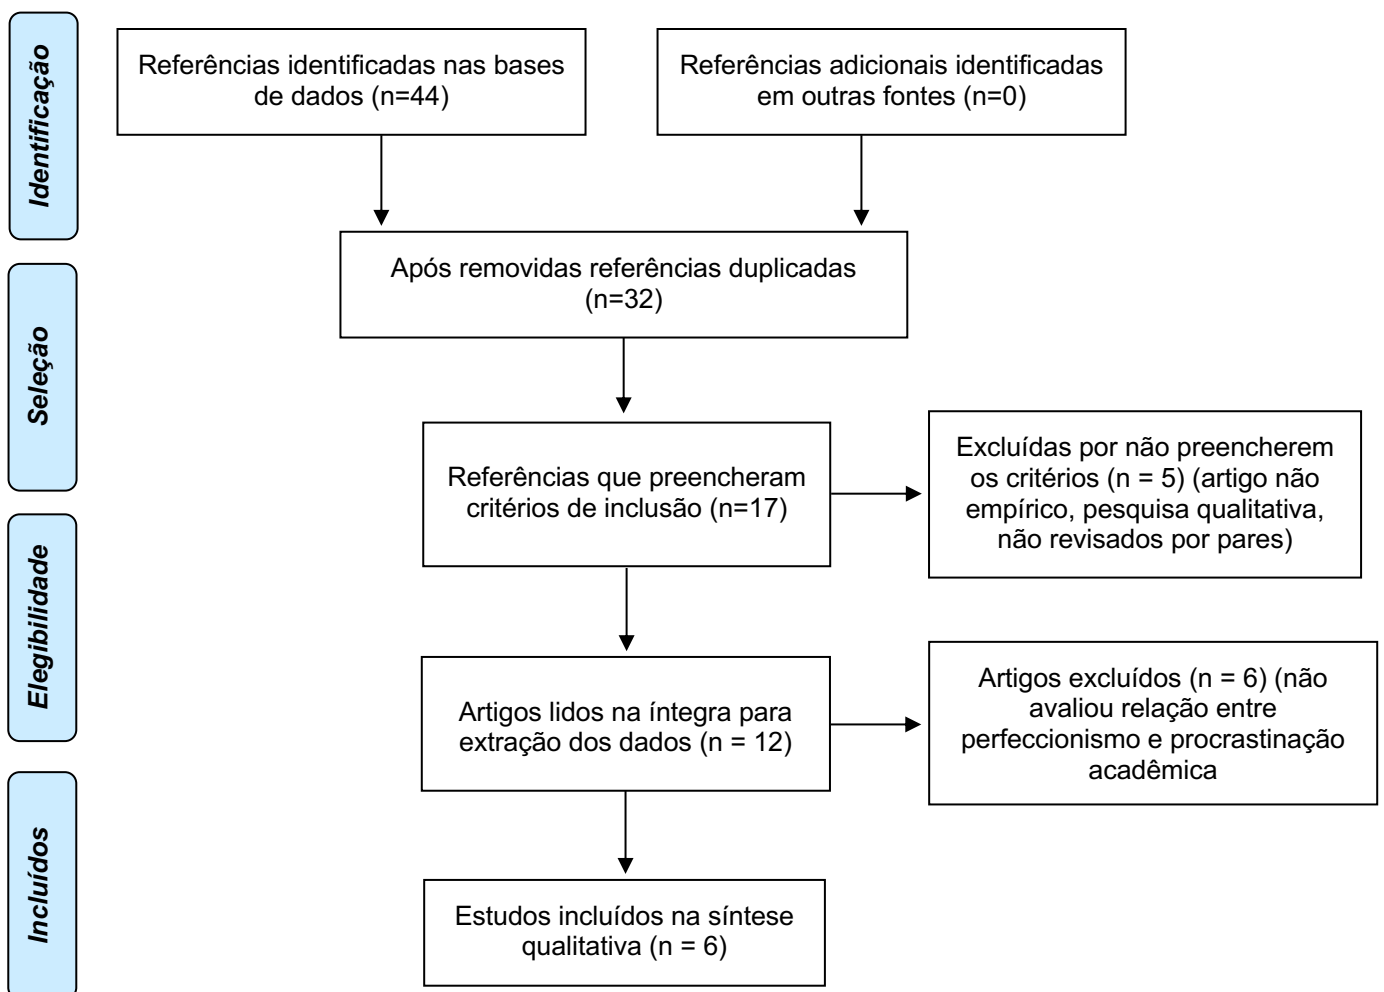 Identificação
Referências identificadas nas bases
de dados (n=44)
Referências adicionais identificadas
em outras fontes (n=0)
Após removidas referências duplicadas
(n=32)
Seleção
Referências que preencheram
critérios de inclusão (n=17)
Excluídas por não preencherem
os critérios (n = 5) (artigo não
empírico, pesquisa qualitativa,
não revisados por pares)
Elegibilidade
Artigos lidos na íntegra para
extração dos dados (n = 12)
Artigos excluídos (n = 6) (não
avaliou relação entre
perfeccionismo e procrastinação
acadêmica
Incluídos
Estudos incluídos na síntese
qualitativa (n = 6)